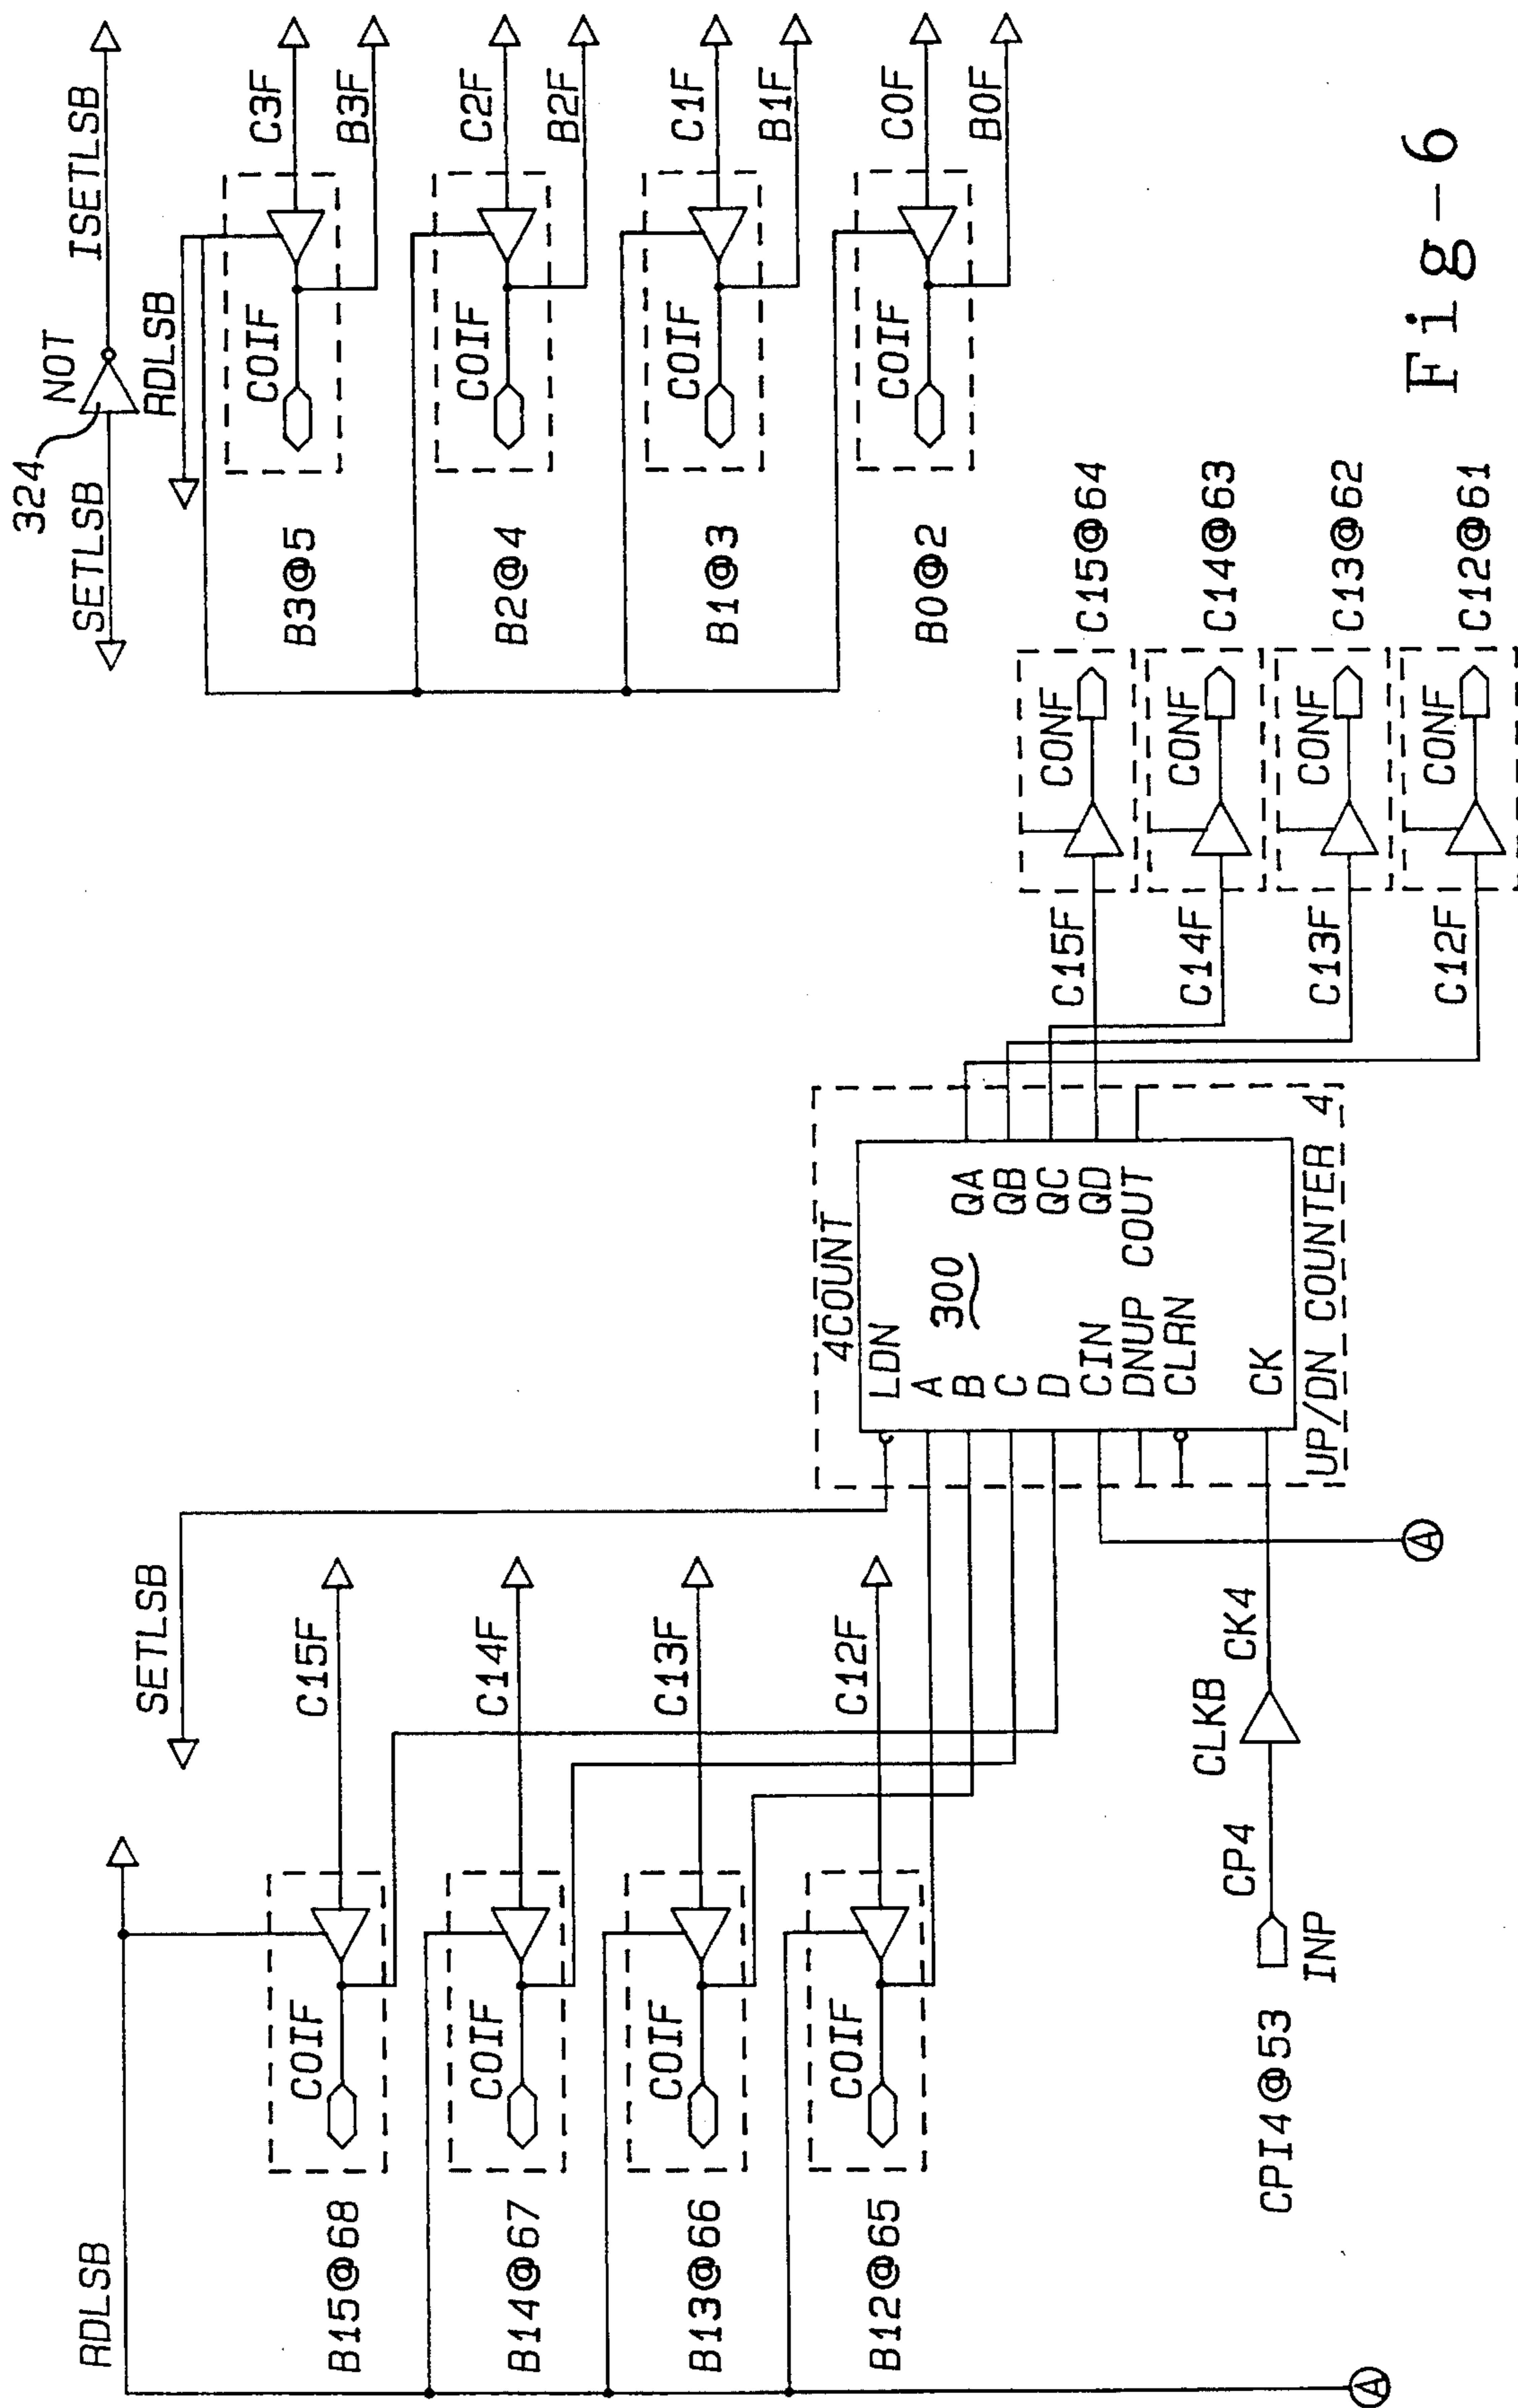 324
NOT
SETLSB
ISETLSB
RDLSB
COIF
C3F
B3@5
B3F
COIF
C2F
B2@4
B2F
COIF
C1F
B1@3
B1F
COIF
C0F
B0@2
B0F
RDLSB
SETLSB
B15@68
COIF
C15F
B14@67
COIF
C14F
B13@66
COIF
C13F
B12@65
COIF
C12F
4COUNT
LDN
A
B
C
D
CIN
DNUP
CLRN
CK
300
QA
QB
QC
QD
COUT
UP/DN COUNTER 4
C15F
CONF
C15@64
C14F
CONF
C14@63
C13F
CONF
C13@62
C12F
CONF
C12@61
CPI4@53
INP
CP4
CLKB
CK4
A
A
Fig-6